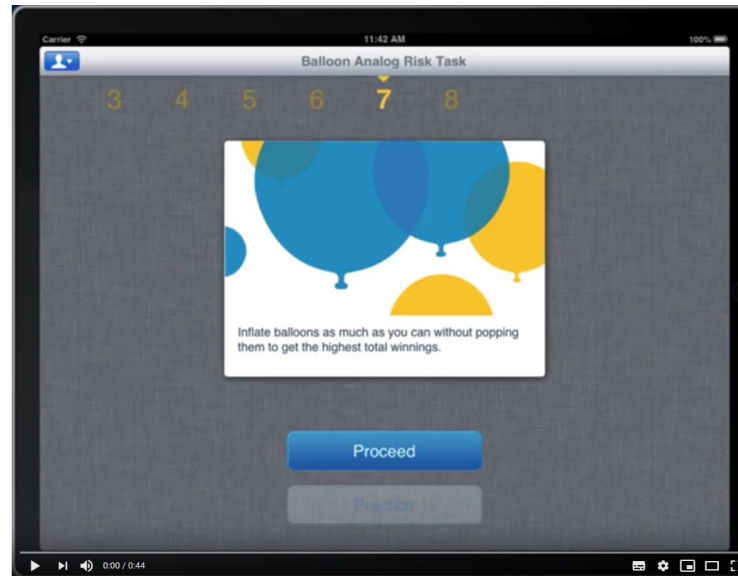 Carrier 11:42 AM 100%
Balloon Analog Risk Task
3 4 5 6 7 8
Inflate balloons as much as you can without popping
them to get the highest total winnings.
Proceed
Practice
0:00 / 0:44